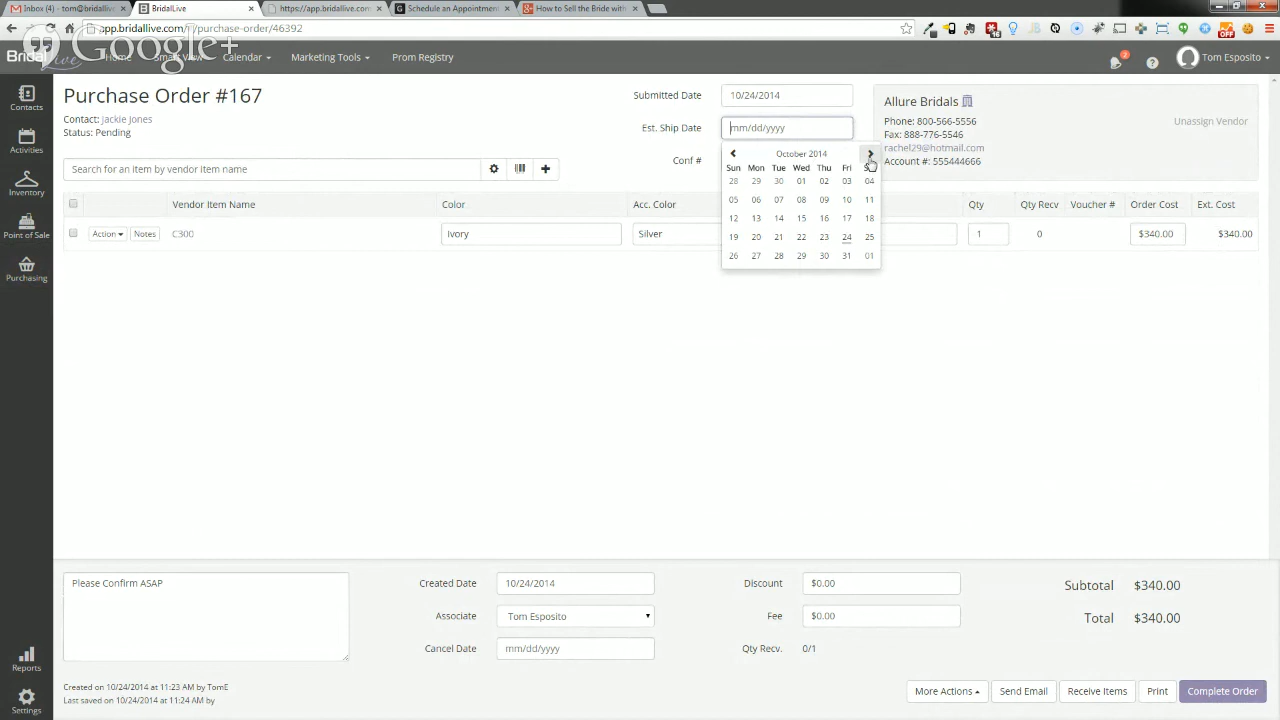 Inbox (4) - tom@bridalliv
BridalLive
https://app.bridallive.com
Schedule an Appointment
How to Sell the Bride with
app.bridallive.com/#/purchase-order/46392
16
OFF
Google+
Bridal Live
Home
Smart View
Calendar
Marketing Tools
Prom Registry
2
Tom Esposito
Contacts
Activities
Inventory
Point of Sale
Purchasing
Reports
Settings
Purchase Order #167
Contact: Jackie Jones
Status: Pending
Submitted Date 10/24/2014
Est. Ship Date mm/dd/yyyy
Conf #
Allure Bridals
Phone: 800-566-5556
Fax: 888-776-5546
rachel29@hotmail.com
Account #: 555444666
Unassign Vendor
Search for an item by vendor item name
October 2014
Sun Mon Tue Wed Thu Fri
28 29 30 01 02 03 04
05 06 07 08 09 10 11
12 13 14 15 16 17 18
19 20 21 22 23 24 25
26 27 28 29 30 31 01
Vendor Item Name Color Acc. Color Qty Qty Recv Voucher # Order Cost Ext. Cost
Action Notes C300 Ivory Silver 1 0 $340.00 $340.00
Please Confirm ASAP
Created Date 10/24/2014
Associate Tom Esposito
Cancel Date mm/dd/yyyy
Discount $0.00
Fee $0.00
Qty Recv. 0/1
Subtotal $340.00
Total $340.00
Created on 10/24/2014 at 11:23 AM by TomE
Last saved on 10/24/2014 at 11:24 AM by
More Actions Send Email Receive Items Print Complete Order